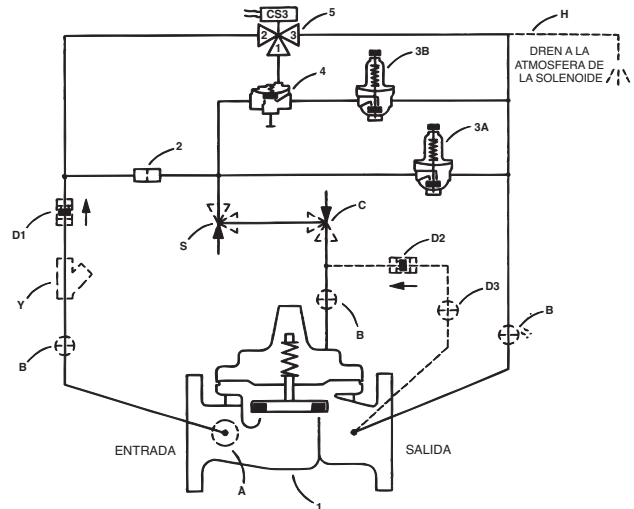 CS3
5
2
3
1
H
DREN A LA
ATMOSFERA DE
LA SOLENOIDE
3B
4
3A
2
D1
S
C
D2
Y
D3
B
B
B
ENTRADA
SALIDA
A
1